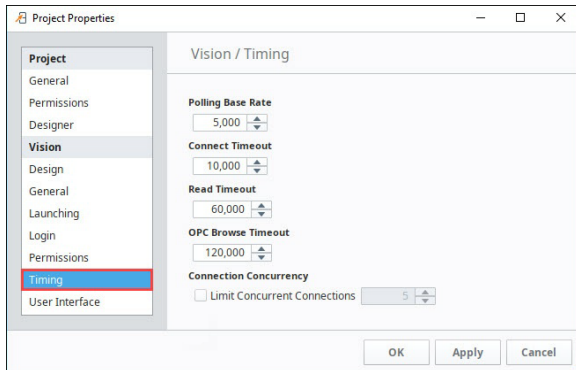 Project Properties
Project
General
Permissions
Designer
Vision
Design
General
Launching
Login
Permissions
Timing
User Interface
Vision / Timing
Polling Base Rate
5,000
Connect Timeout
10,000
Read Timeout
60,000
OPC Browse Timeout
120,000
Connection Concurrency
Limit Concurrent Connections 5
OK Apply Cancel